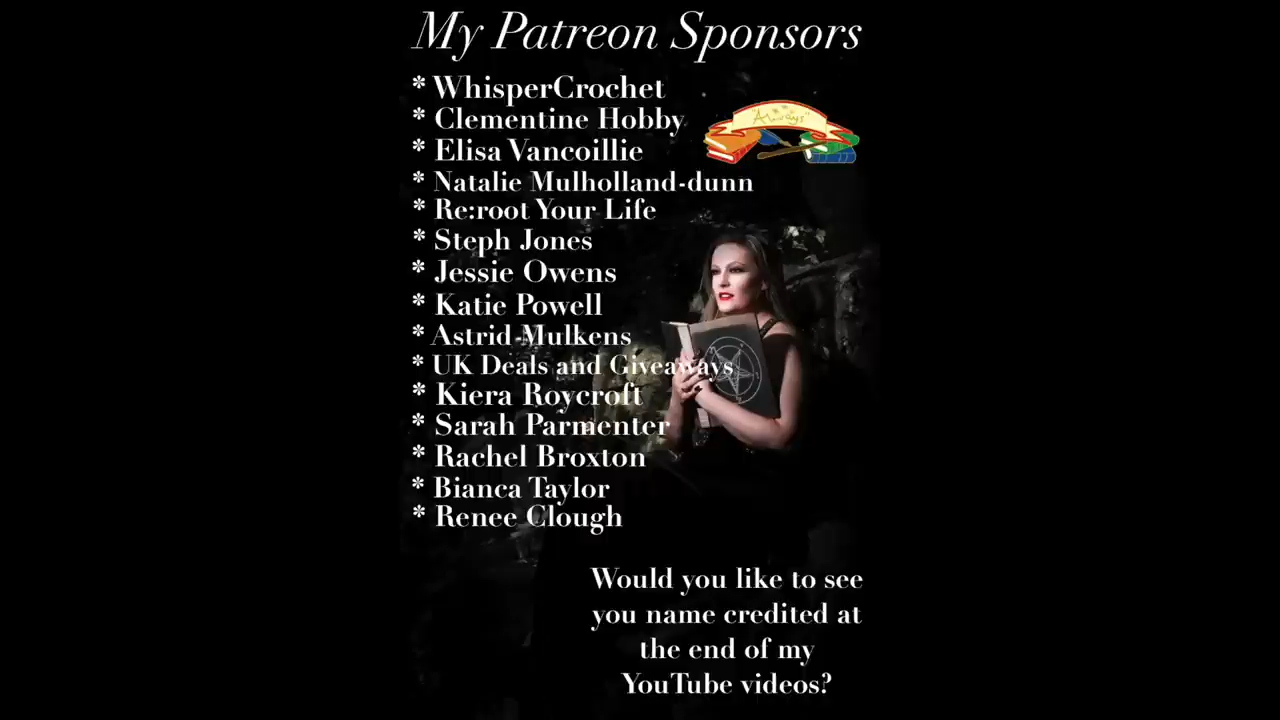 My Patreon Sponsors
* WhisperCrochet
* Clementine Hobby
"Always"
* Elisa Vancoillie
* Natalie Mulholland-dunn
* Re:root Your Life
* Steph Jones
* Jessie Owens
* Katie Powell
* Astrid Mulkens
* UK Deals and Giveaways
* Kiera Roycroft
* Sarah Parmenter
* Rachel Broxton
* Bianca Taylor
* Renee Clough
Would you like to see
you name credited at
the end of my
YouTube videos?